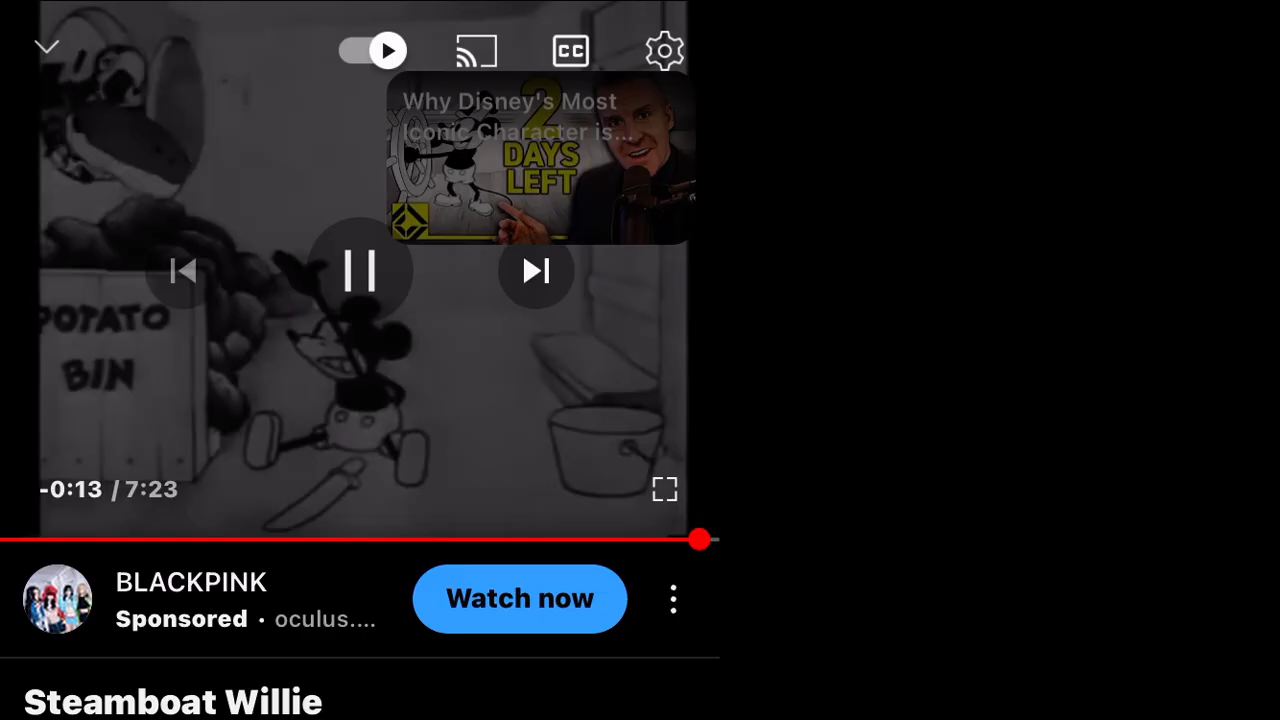 CC
Why Disney's Most
Iconic Character is...
2
DAYS
LEFT
POTATO
BIN
-0:13 / 7:23
BLACKPINK
Watch now
Sponsored · oculus....
Steamboat Willie